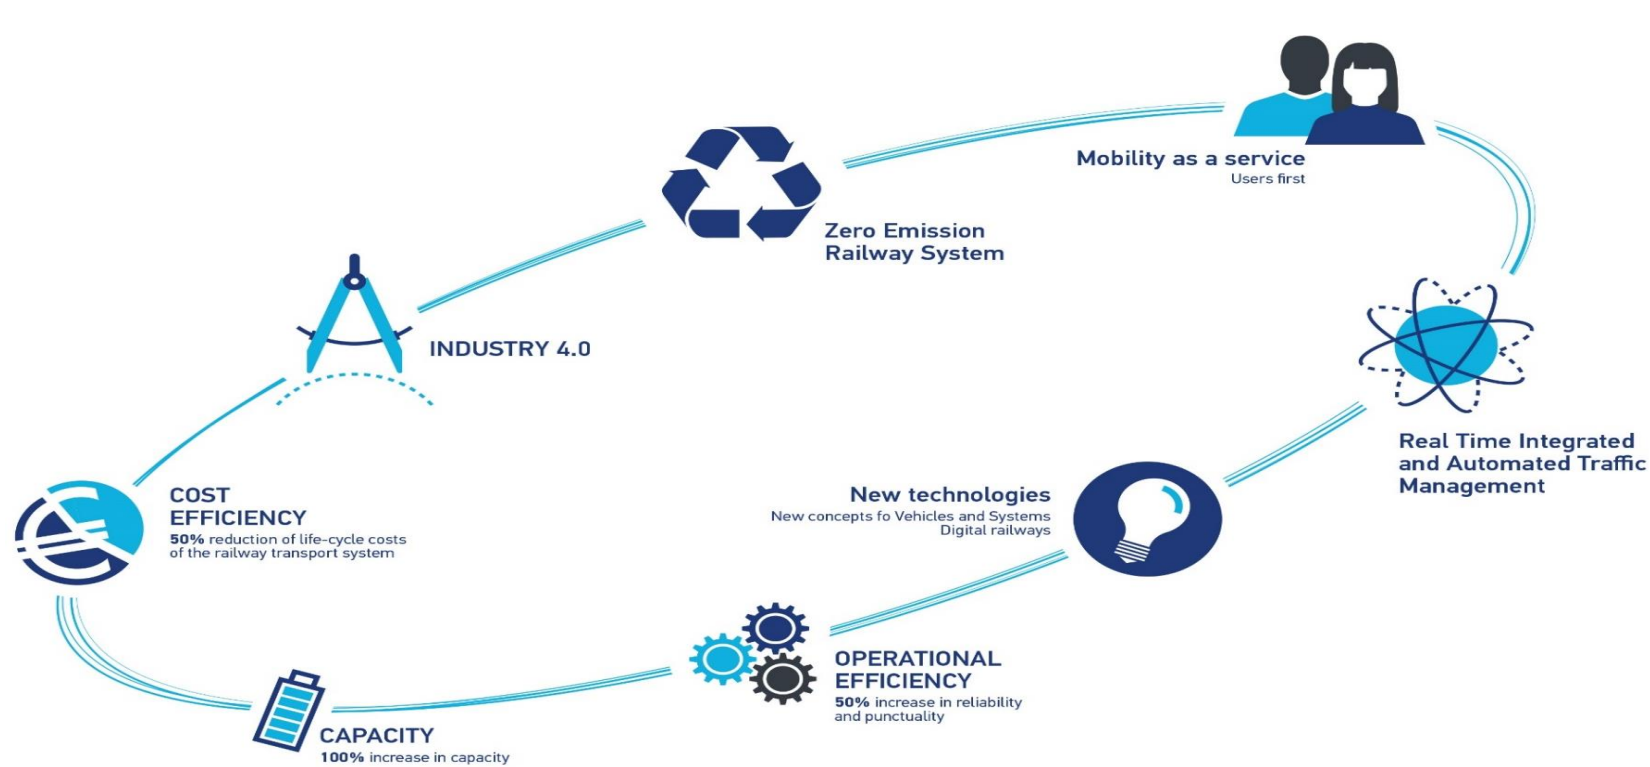 Mobility as a service
Users first
Zero Emission
Railway System
INDUSTRY 4.0
Real Time Integrated
and Automated Traffic
Management
COST
EFFICIENCY
50% reduction of life-cycle costs
of the railway transport system
New technologies
New concepts fo Vehicles and Systems
Digital railways
OPERATIONAL
EFFICIENCY
50% increase in reliability
and punctuality
CAPACITY
100% increase in capacity